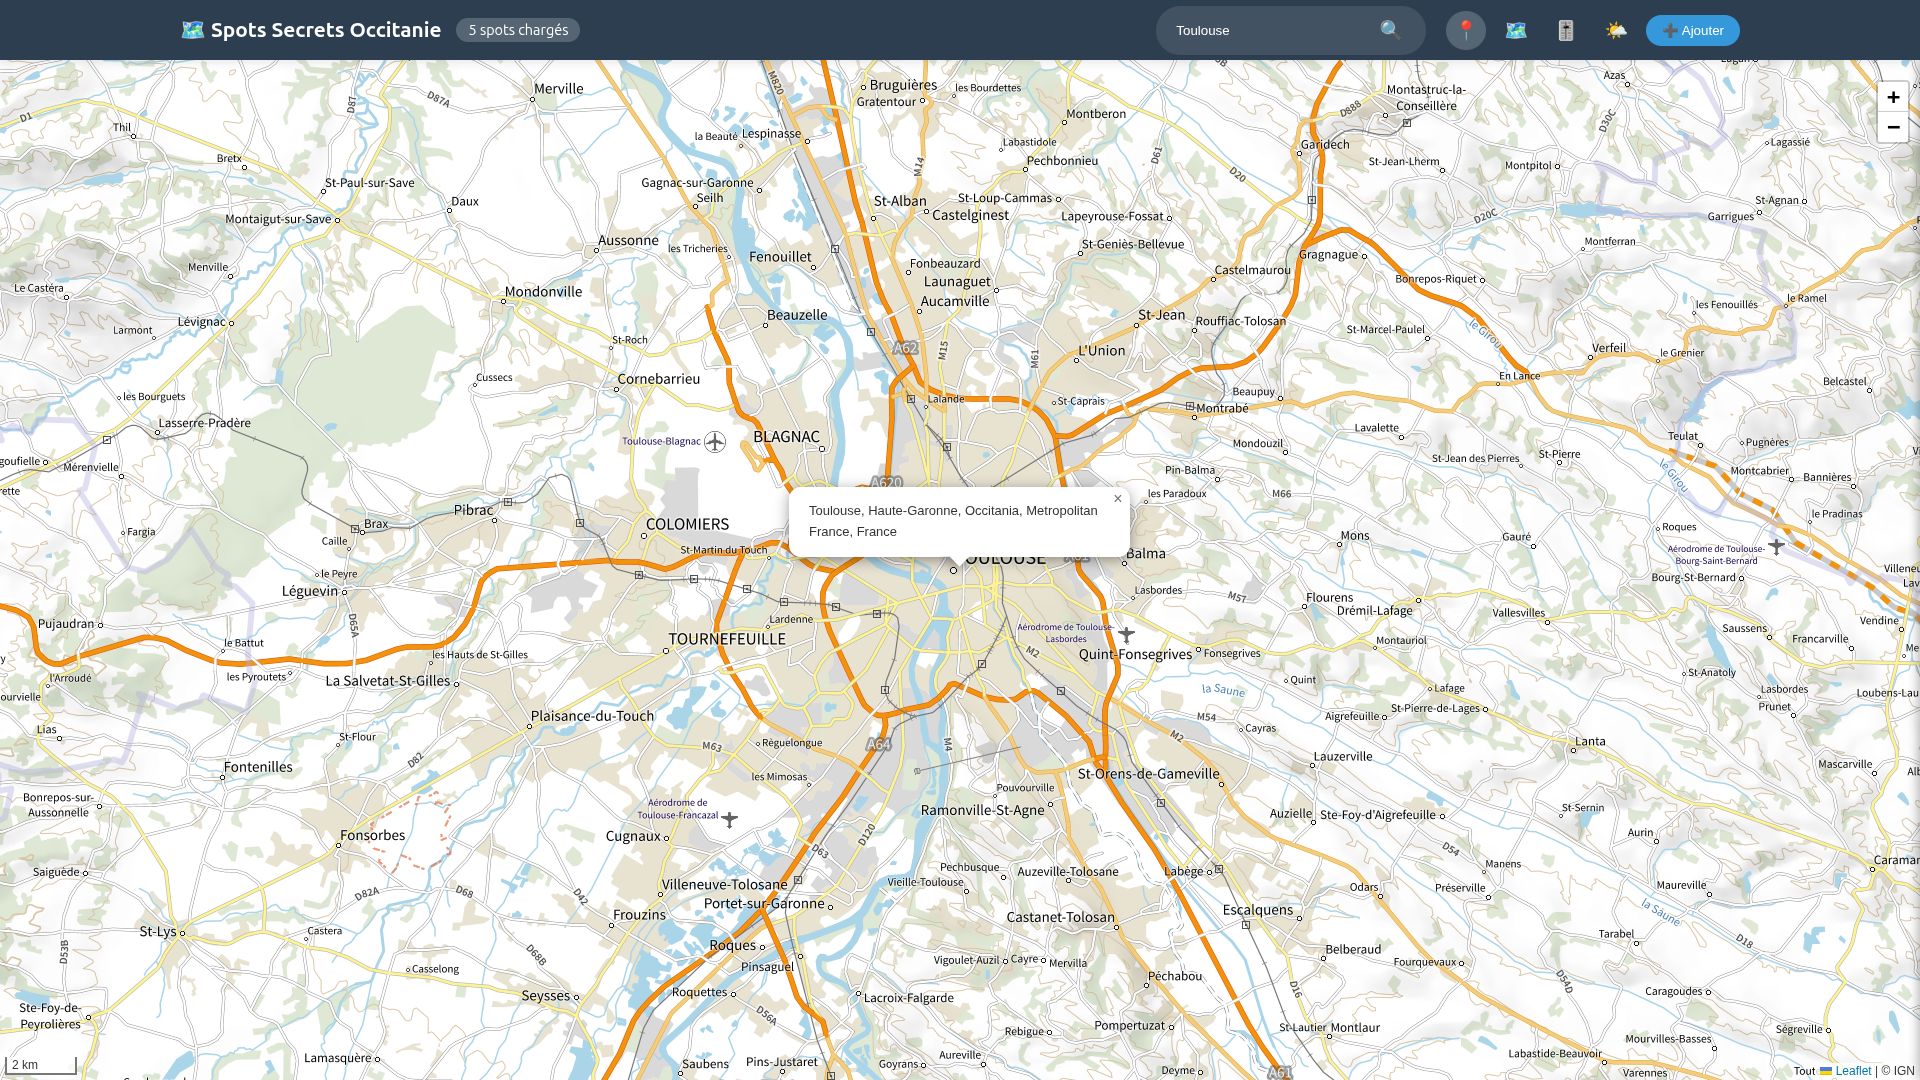 Spots Secrets Occitanie
5 spots chargés
Toulouse
Ajouter
Merville
Bruguières
Gratentour
les Bourdettes
Montberon
Montastruc-la-
Conseillère
Azas
D1
D87
D87A
M820
D888
D30C
Thil
la Beauté
Lespinasse
Labastidole
Pechbonnieu
D61
Garidech
St-Jean-Lherm
Montpitol
Lagassié
Bretx
St-Paul-sur-Save
Gagnac-sur-Garonne
Seilh
M14
D20
Daux
Montaigut-sur-Save
St-Alban
St-Loup-Cammas
Castelginest
Lapeyrouse-Fossat
D20C
St-Agnan
Garrigues
Aussonne
les Tricheries
Fenouillet
St-Geniès-Bellevue
Gragnague
Montferran
Menville
Fonbeauzard
Launaguet
Castelmaurou
Bonrepos-Riquet
Le Castéra
Mondonville
Aucamville
les Fenouillés
le Ramel
Lévignac
Larmont
Beauzelle
St-Jean
Rouffiac-Tolosan
St-Marcel-Paulel
le Girou
St-Roch
A62
M15
M61
L'Union
Verfeil
le Grenier
Cussecs
Cornebarrieu
En Lance
Belcastel
les Bourguets
Lalande
St-Caprais
Beaupuy
Montrabé
Lasserre-Pradère
BLAGNAC
Toulouse-Blagnac
Lavalette
Mondouzil
Teulat
Pugnères
Mérenvielle
St-Jean des Pierres
St-Pierre
Pin-Balma
Montcabrier
Bannières
le Girou
A620
les Paradoux
M66
Toulouse, Haute-Garonne, Occitania, Metropolitan
France, France
×
Pibrac
Brax
COLOMIERS
Fargia
Caille
St-Martin du Touch
Balma
Mons
Gauré
Roques
le Pradinas
Aérodrome de Toulouse-
Bourg-Saint-Bernard
le Peyre
Léguevin
Lasbordes
M57
Flourens
Drémil-Lafage
Bourg-St-Bernard
Vallesvilles
Pujaudran
D65A
Lardenne
Aérodrome de Toulouse-
Lasbordes
Saussens
Vendine
le Battut
TOURNEFEUILLE
M2
Quint-Fonsegrives
Fonsegrives
Montauriol
Francarville
les Hauts de St-Gilles
l'Arroudé
les Pyroutets
La Salvetat-St-Gilles
la Saune
Quint
Lafage
St-Anatoly
Lasbordes
Prunet
Plaisance-du-Touch
M54
Aigrefeuille
St-Pierre-de-Lages
Lias
St-Flour
D82
M63
Règuelongue
A64
M4
M2
Cayras
Lanta
Fontenilles
les Mimosas
Lauzerville
Mascarville
St-Orens-de-Gameville
Bonrepos-sur-
Aussonnelle
Aérodrome de
Toulouse-Francazal
Pouvourville
Ramonville-St-Agne
Auzielle
Ste-Foy-d'Aigrefeuille
St-Sernin
Fonsorbes
Cugnaux
D120
D63
Aurin
D54
Saiguède
Pechbusque
Vieille-Toulouse
Auzeville-Tolosane
Labège
Manens
D82A
D68
D42
Villeneuve-Tolosane
Portet-sur-Garonne
Odars
Préserville
Maureville
Frouzins
Castanet-Tolosan
Escalquens
la Saune
St-Lys
Castera
Roques
D53B
D68B
Pinsaguel
Belberaud
Tarabel
D18
Casselong
Vigoulet-Auzil
Cayre
Mervilla
Fourquevaux
Seysses
Roquettes
Péchabou
D16
D54D
Caragoudes
Ste-Foy-de-
Peyrolières
Lacroix-Falgarde
D56A
Rebigue
Pompertuzat
St-Lautier
Montlaur
Ségreville
Mourvilles-Basses
Lamasquère
Saubens
Pins-Justaret
Goyrans
Aureville
Deyme
A61
Labastide-Beauvoir
Varennes
2 km
+
−
Tout Leaflet | © IGN